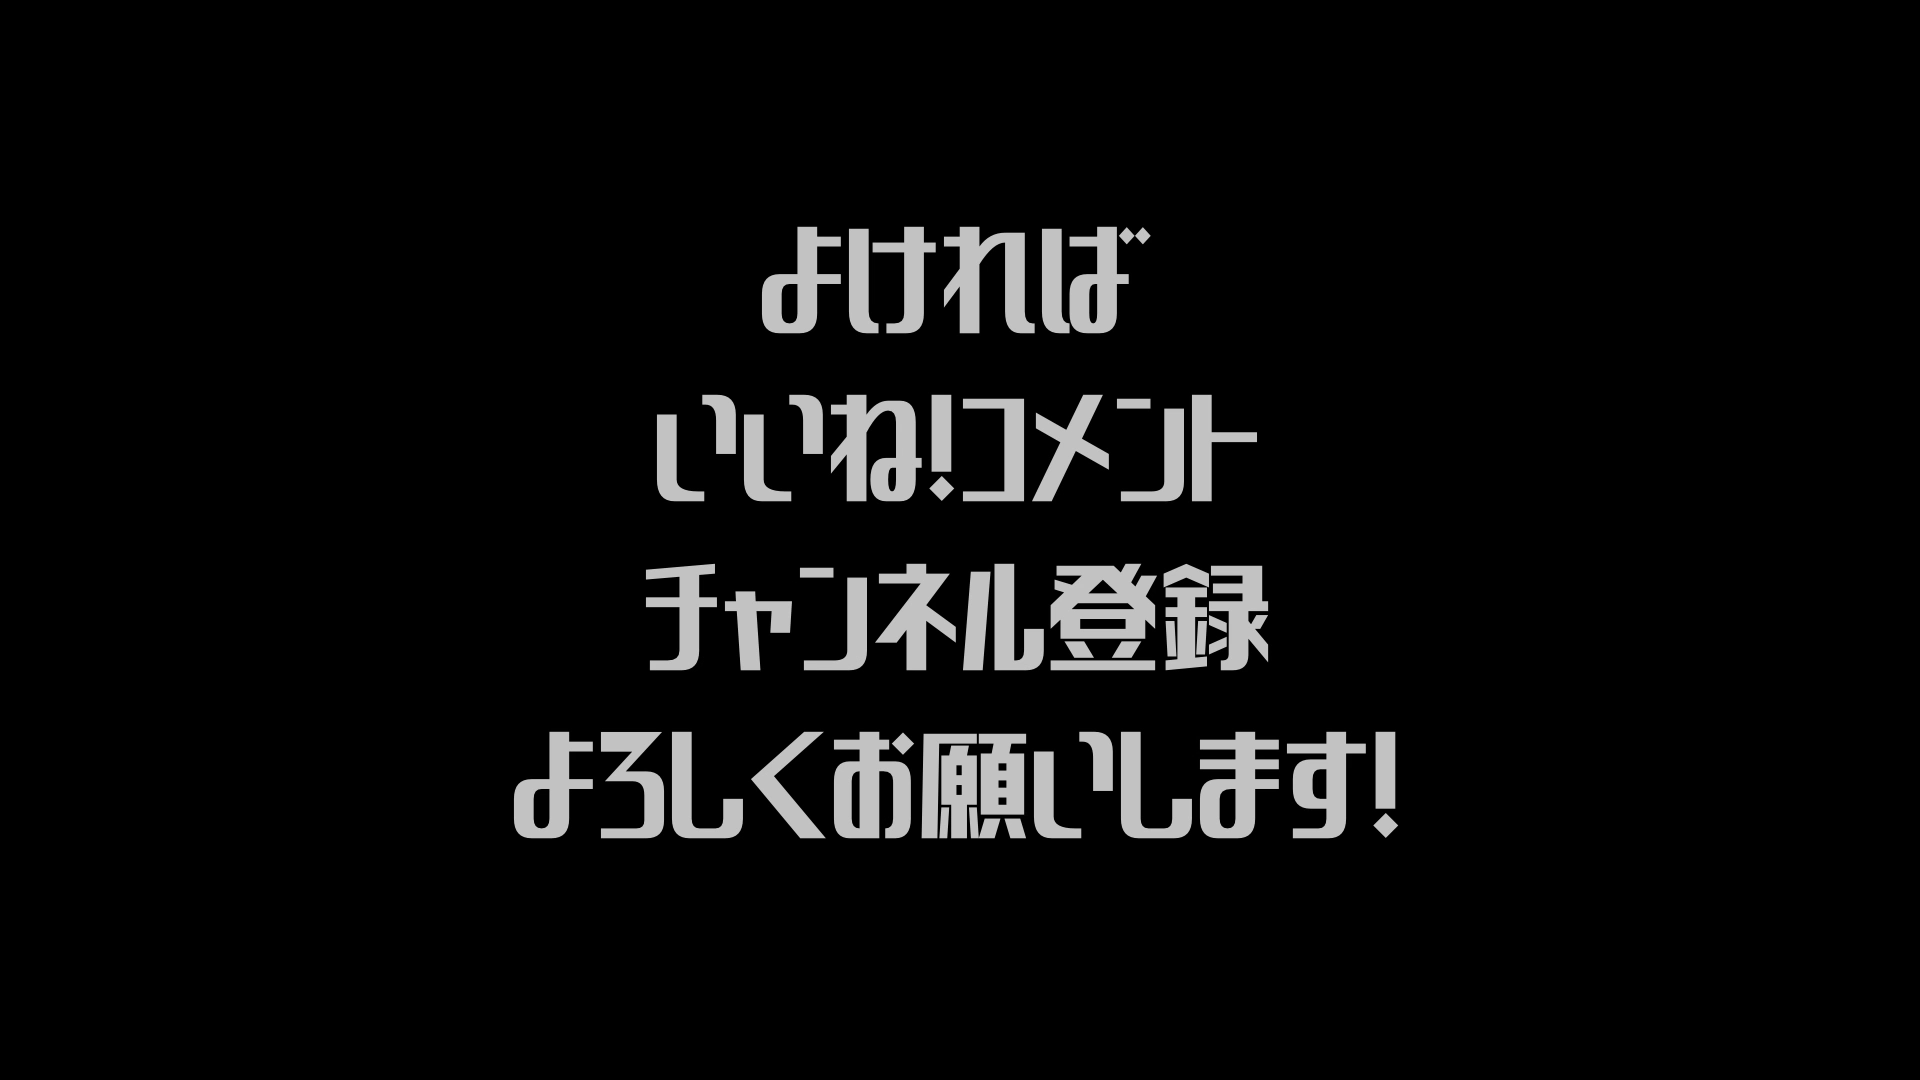 よければ
いいね!コメント
チャンネル登録
よろしくお願いします!